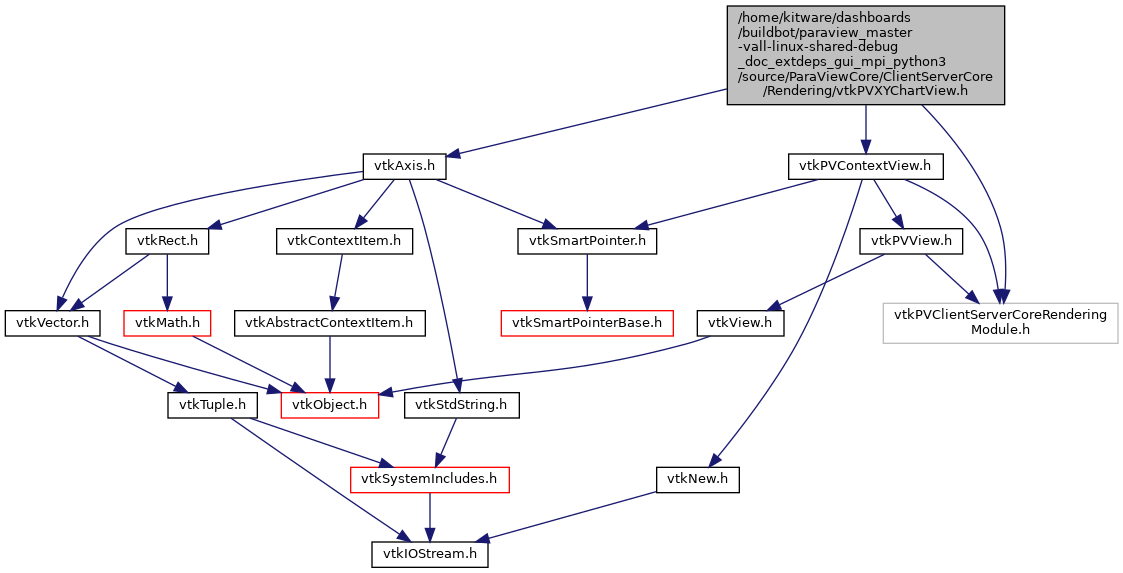 /home/kitware/dashboards
/buildbot/paraview_master
-vall-linux-shared-debug
_doc_extdeps_gui_mpi_python3
/source/ParaViewCore/ClientServerCore
/Rendering/vtkPVXYChartView.h
vtkAxis.h
vtkPVContextView.h
vtkRect.h
vtkContextItem.h
vtkSmartPointer.h
vtkPVView.h
vtkVector.h
vtkMath.h
vtkAbstractContextItem.h
vtkSmartPointerBase.h
vtkView.h
vtkPVClientServerCoreRendering
Module.h
vtkTuple.h
vtkObject.h
vtkStdString.h
vtkSystemIncludes.h
vtkNew.h
vtkIOStream.h